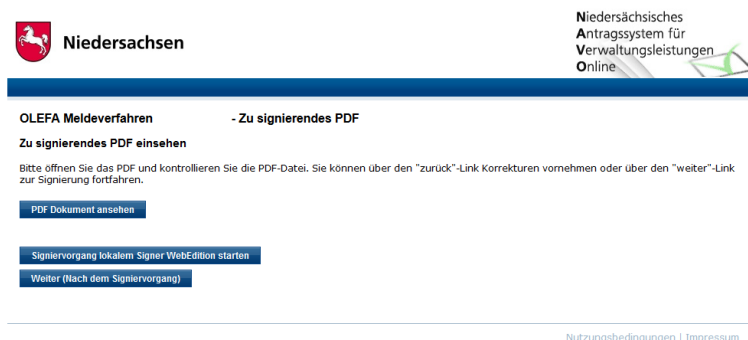 Niedersachsen
Niedersächsisches
Antragssystem für
Verwaltungsleistungen
Online
OLEFA Meldeverfahren - Zu signierendes PDF
Zu signierendes PDF einsehen
Bitte öffnen Sie das PDF und kontrollieren Sie die PDF-Datei. Sie können über den "zurück"-Link Korrekturen vornehmen oder über den "weiter"-Link
zur Signierung fortfahren.
PDF Dokument ansehen
Signiervorgang lokalem Signer WebEdition starten
Weiter (Nach dem Signiervorgang)
Nutzungsbedingungen | Impressum